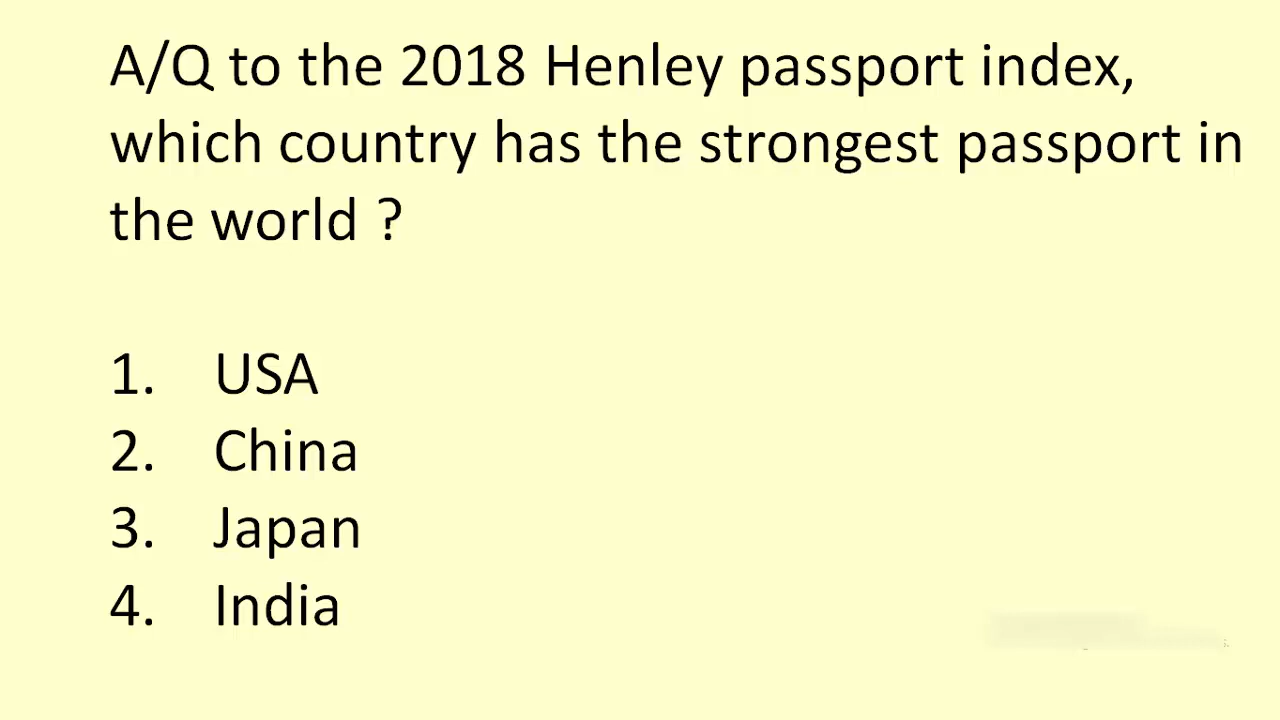 A/Q to the 2018 Henley passport index,
which country has the strongest passport in
the world ?
1. USA
2. China
3. Japan
4. India